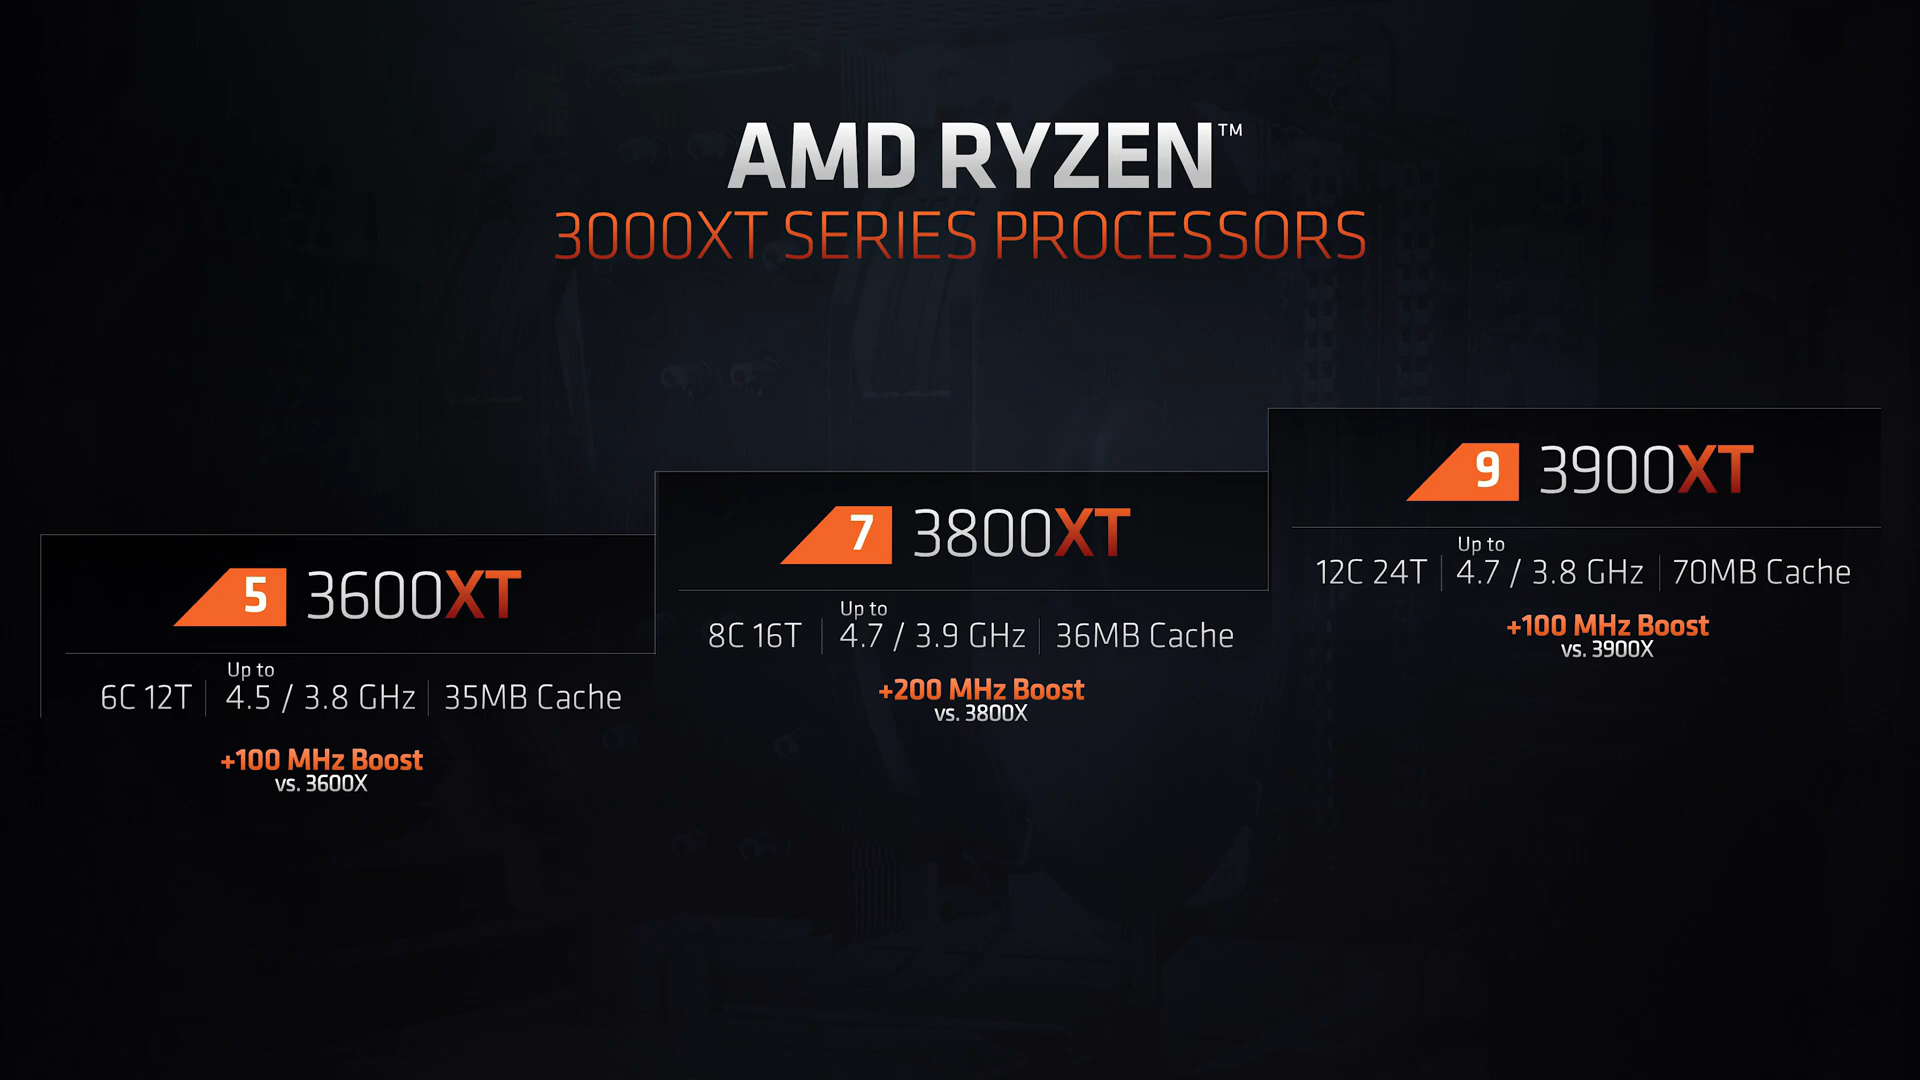 AMD RYZEN™
3000XT SERIES PROCESSORS
5 3600XT
Up to
6C 12T | 4.5 / 3.8 GHz | 35MB Cache
+100 MHz Boost
vs. 3600X
7 3800XT
Up to
8C 16T | 4.7 / 3.9 GHz | 36MB Cache
+200 MHz Boost
vs. 3800X
9 3900XT
Up to
12C 24T | 4.7 / 3.8 GHz | 70MB Cache
+100 MHz Boost
vs. 3900X